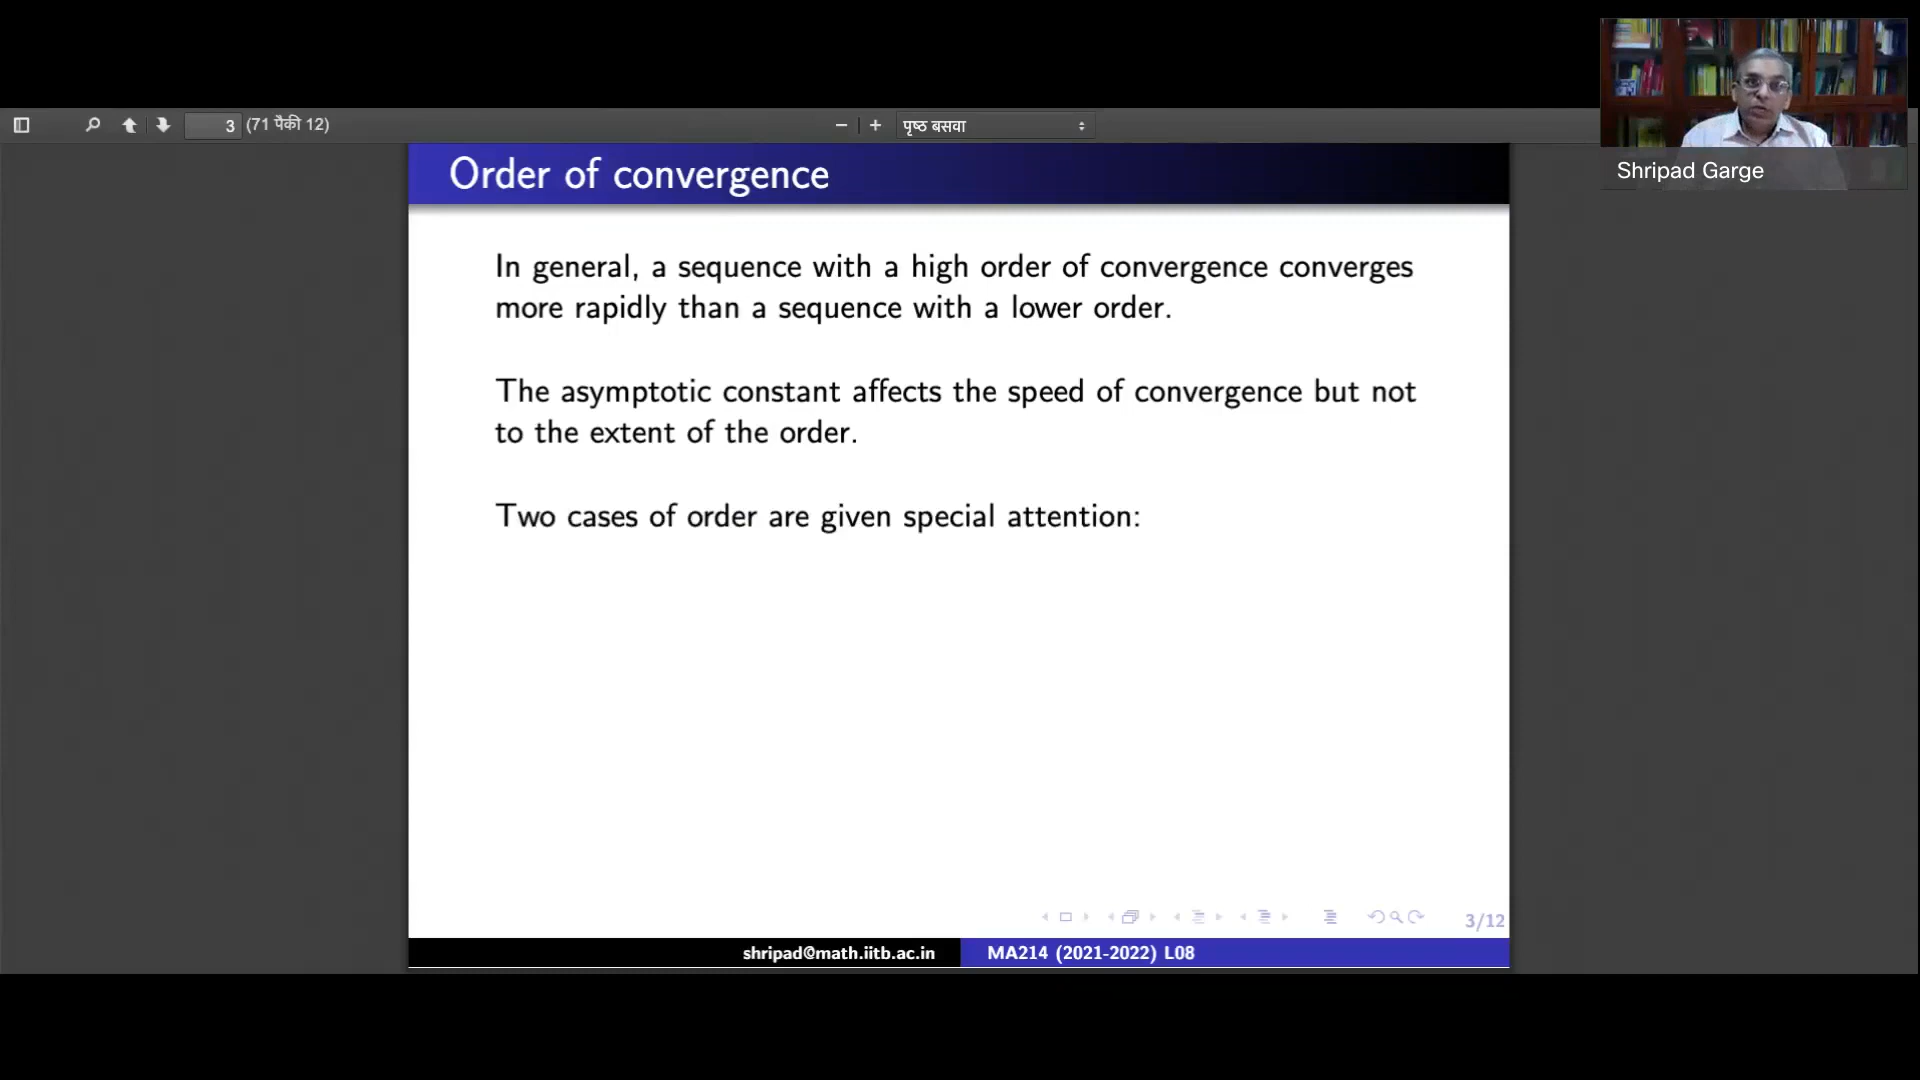 Shripad Garge
3 (71 पैकी 12)
पृष्ठ बसवा
Order of convergence
In general, a sequence with a high order of convergence converges
more rapidly than a sequence with a lower order.
The asymptotic constant affects the speed of convergence but not
to the extent of the order.
Two cases of order are given special attention:
3/12
shripad@math.iitb.ac.in MA214 (2021-2022) L08